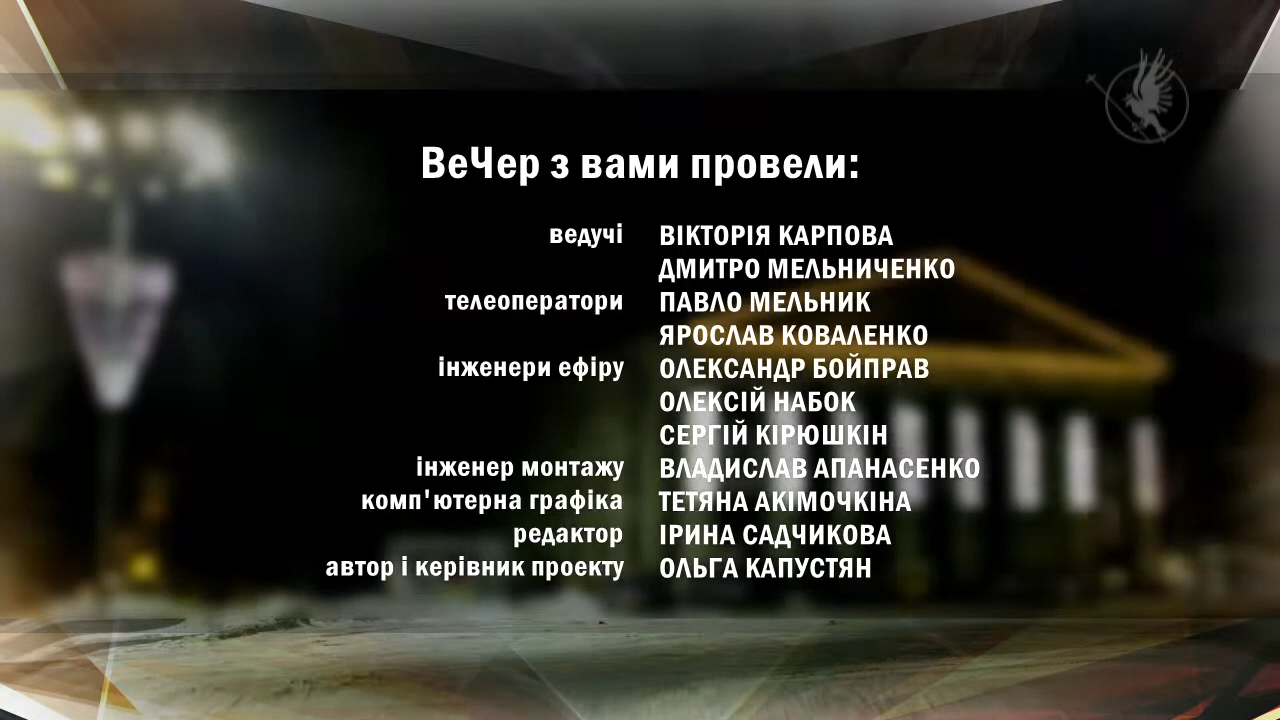 ВеЧер з вами провели:
ведучі ВІКТОРІЯ КАРПОВА
ДМИТРО МЕЛЬНИЧЕНКО
телеоператори ПАВЛО МЕЛЬНИК
ЯРОСЛАВ КОВАЛЕНКО
інженери ефіру ОЛЕКСАНДР БОЙПРАВ
ОЛЕКСІЙ НАБОК
СЕРГІЙ КІРЮШКІН
інженер монтажу ВЛАДИСЛАВ АПАНАСЕНКО
комп'ютерна графіка ТЕТЯНА АКІМОЧКІНА
редактор ІРИНА САДЧИКОВА
автор і керівник проекту ОЛЬГА КАПУСТЯН